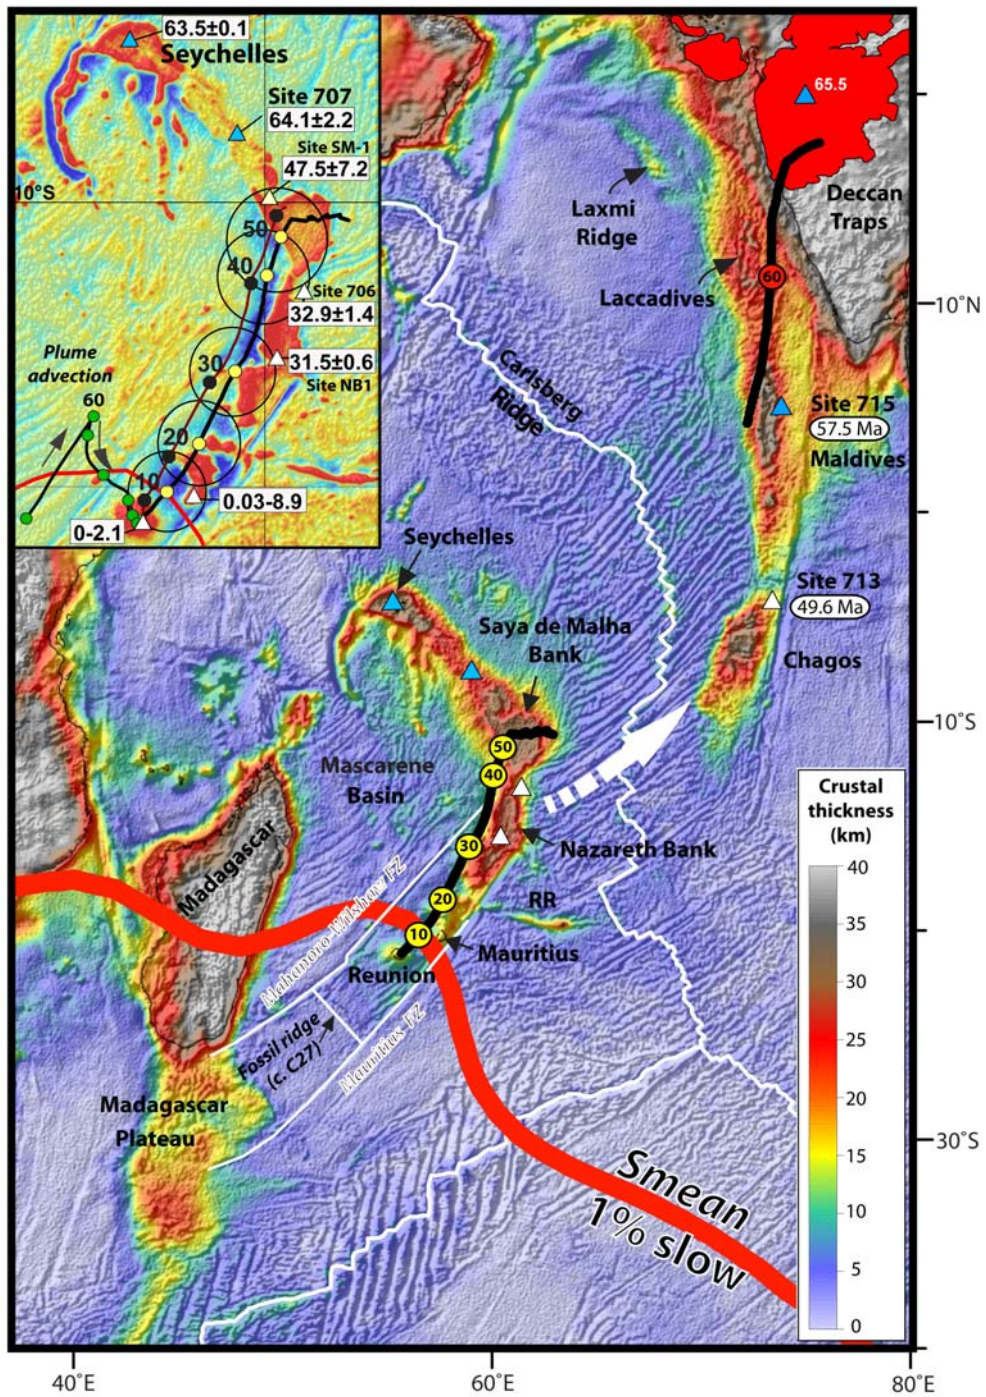 63.5±0.1
Seychelles
Site 707
64.1±2.2
Site SM-1
47.5±7.2
10°S
50
40
Site 706
32.9±1.4
30
31.5±0.6
Site NB1
Plume
advection
60
20
10
0.03-8.9
0-2.1
65.5
Deccan
Traps
Laxmi
Ridge
60
Laccadives
10°N
Carlsberg
Ridge
Site 715
57.5 Ma
Maldives
Seychelles
Site 713
49.6 Ma
Saya de Malha
Bank
Chagos
10°S
50
40
Mascarene
Basin
30
Nazareth Bank
Madagascar
20
RR
10
Mauritius
Mahanoro-Wilshaw FZ
Reunion
Fossil ridge
(c. C27)
Mauritius FZ
Madagascar
Plateau
30°S
Smean
1% slow
Crustal
thickness
(km)
40
35
30
25
20
15
10
5
0
40°E
60°E
80°E